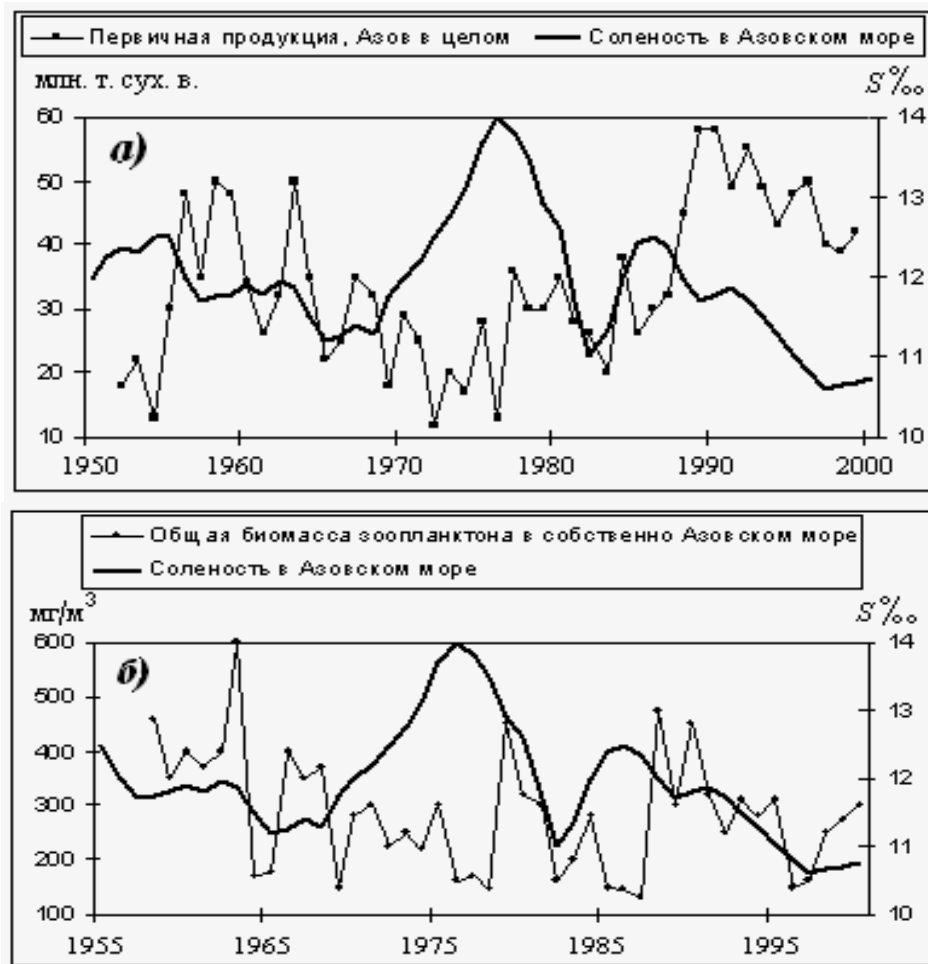 Первичная продукция, Азов в целом Соленость в Азовском море
млн. т. сух. в. S‰
а)
60 14
50 13
40 12
30
20 11
10 10
1950 1960 1970 1980 1990 2000
Общая биомасса зоопланктона в собственно Азовском море
Соленость в Азовском море
мг/м³ S‰
б)
600 14
500 13
400 12
300
200 11
100 10
1955 1965 1975 1985 1995